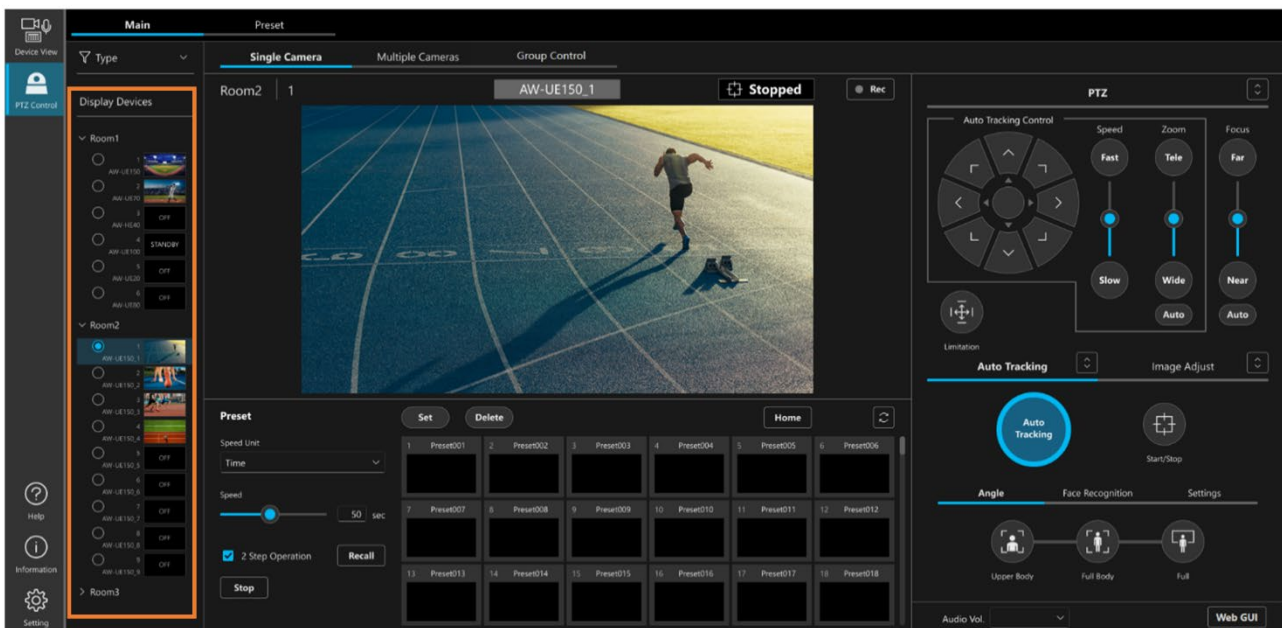 Main
Preset
Device View
Type
Single Camera
Multiple Cameras
Group Control
PTZ Control
Room2 | 1
AW-UE150_1
Stopped
Rec
PTZ
Display Devices
Room1
1
AW-UE150
2
AW-UE70
3
OFF
AW-HE40
4
STANDBY
AW-UE100
5
OFF
AW-UE20
6
OFF
AW-UE80
Room2
1
AW-UE150_1
2
AW-UE150_2
3
AW-UE150_3
4
AW-UE150_4
5
OFF
AW-UE150_5
6
OFF
AW-UE150_6
7
OFF
AW-UE150_7
8
OFF
AW-UE150_8
9
OFF
AW-UE150_9
Room3
Help
Information
Setting
Preset
Set
Delete
Home
Speed Unit
Time
Speed
50 sec
2 Step Operation
Recall
Stop
1 Preset001
2 Preset002
3 Preset003
4 Preset004
5 Preset005
6 Preset006
7 Preset007
8 Preset008
9 Preset009
10 Preset010
11 Preset011
12 Preset012
13 Preset013
14 Preset014
15 Preset015
16 Preset016
17 Preset017
18 Preset018
Auto Tracking Control
Speed
Zoom
Focus
Fast
Tele
Far
Slow
Wide
Near
Auto
Auto
Limitation
Auto Tracking
Image Adjust
Auto
Tracking
Start/Stop
Angle
Face Recognition
Settings
Upper Body
Full Body
Full
Audio Vol.
Web GUI